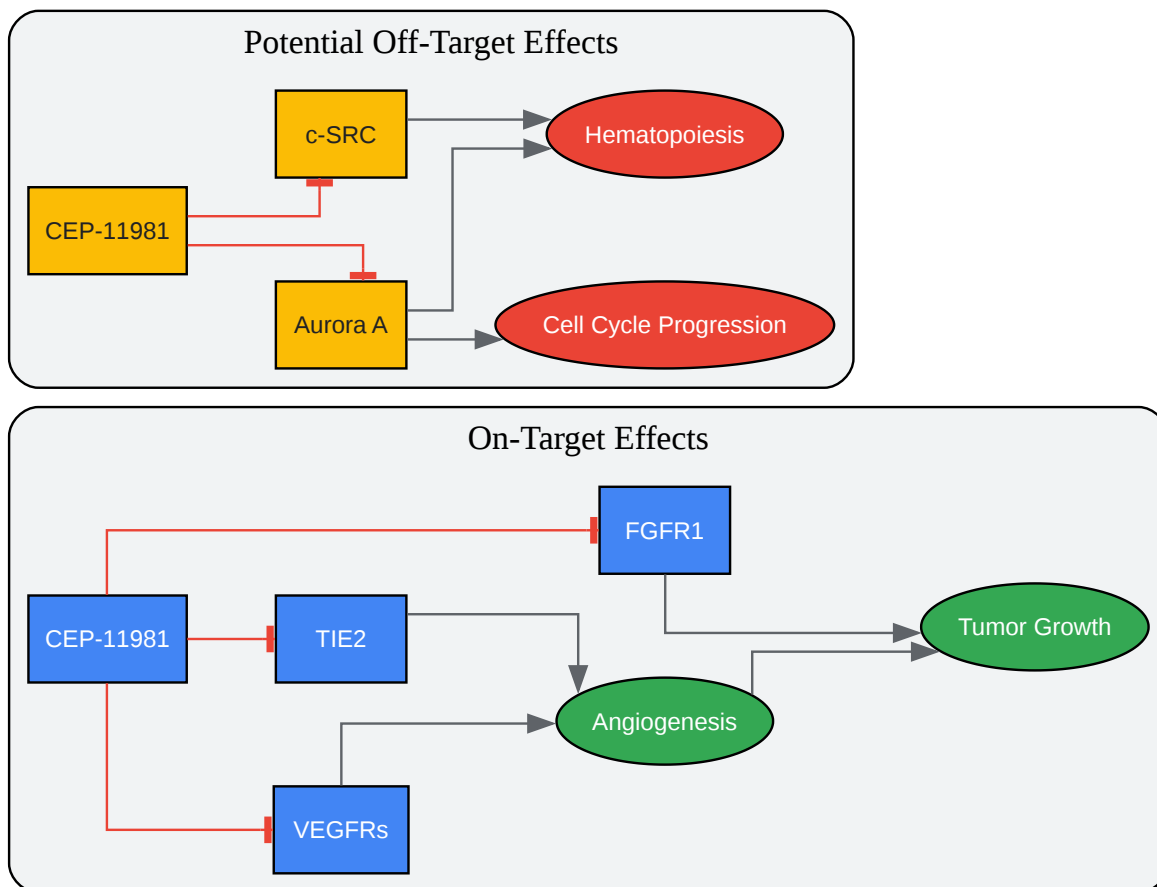 Potential Off-Target Effects
c-SRC
Hematopoiesis
CEP-11981
Aurora A
Cell Cycle Progression
On-Target Effects
FGFR1
CEP-11981
TIE2
Tumor Growth
Angiogenesis
VEGFRs